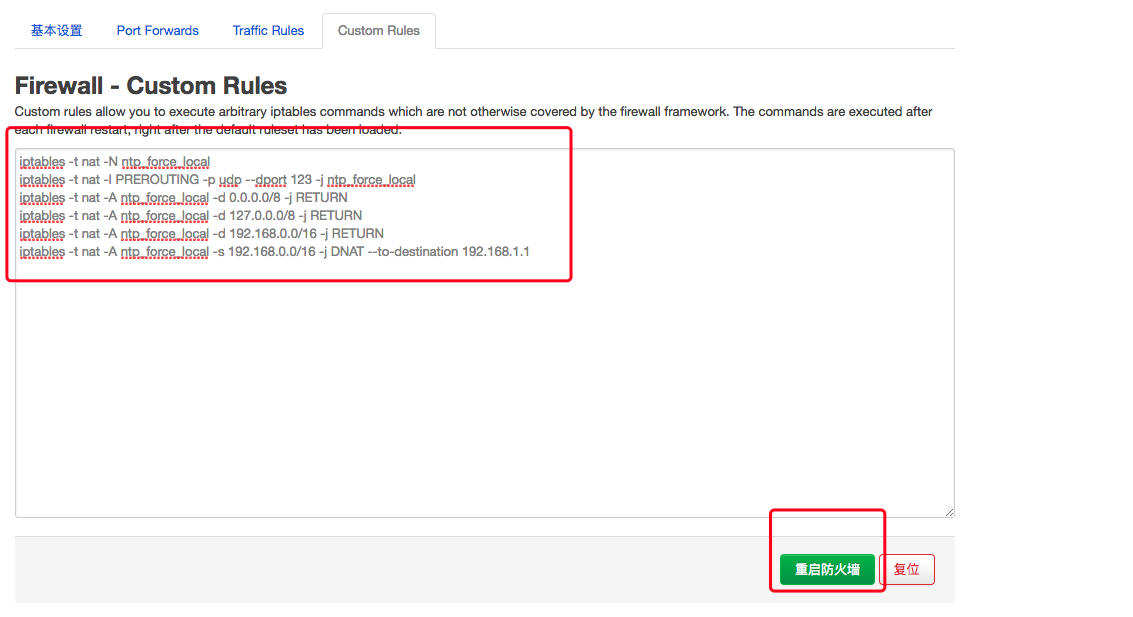 基本设置 Port Forwards Traffic Rules Custom Rules
Firewall - Custom Rules
Custom rules allow you to execute arbitrary iptables commands which are not otherwise covered by the firewall framework. The commands are executed after
each firewall restart, right after the default ruleset has been loaded.
iptables -t nat -N ntp_force_local
iptables -t nat -I PREROUTING -p udp --dport 123 -j ntp_force_local
iptables -t nat -A ntp_force_local -d 0.0.0.0/8 -j RETURN
iptables -t nat -A ntp_force_local -d 127.0.0.0/8 -j RETURN
iptables -t nat -A ntp_force_local -d 192.168.0.0/16 -j RETURN
iptables -t nat -A ntp_force_local -s 192.168.0.0/16 -j DNAT --to-destination 192.168.1.1
重启防火墙 复位